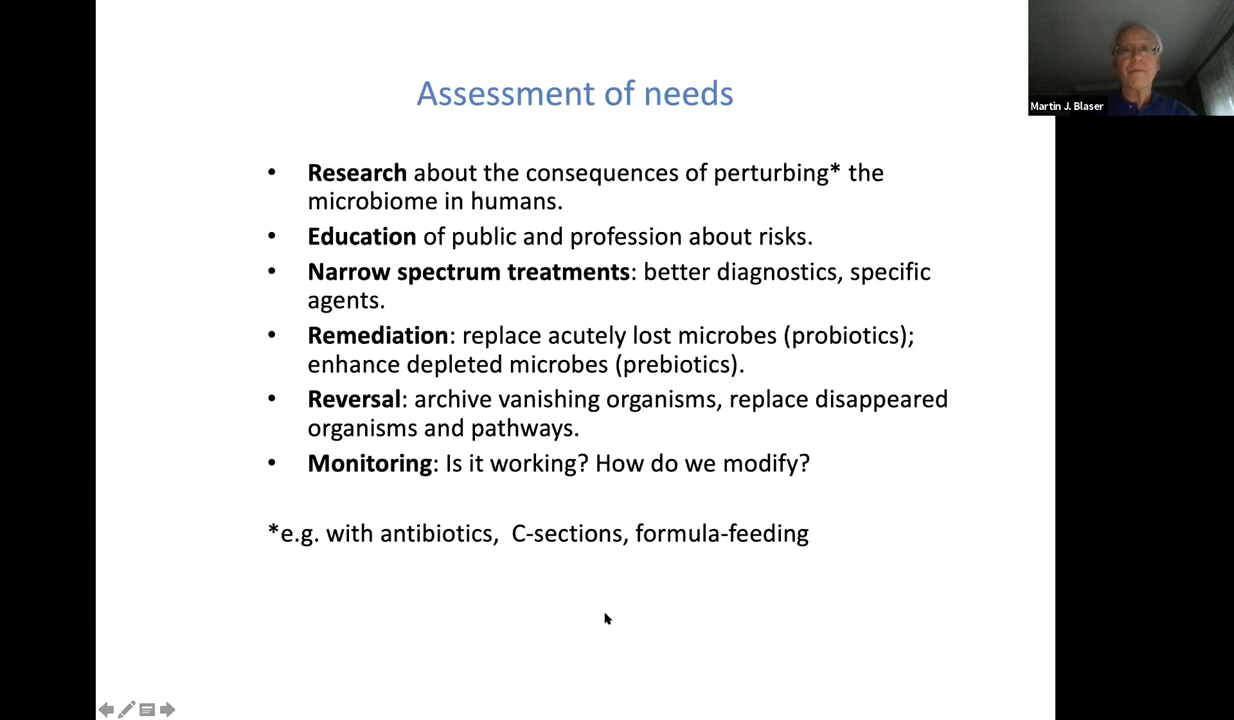 Assessment of needs
Martin J. Blaser
• Research about the consequences of perturbing* the
microbiome in humans.
• Education of public and profession about risks.
• Narrow spectrum treatments: better diagnostics, specific
agents.
• Remediation: replace acutely lost microbes (probiotics);
enhance depleted microbes (prebiotics).
• Reversal: archive vanishing organisms, replace disappeared
organisms and pathways.
• Monitoring: Is it working? How do we modify?
*e.g. with antibiotics,  C-sections, formula-feeding